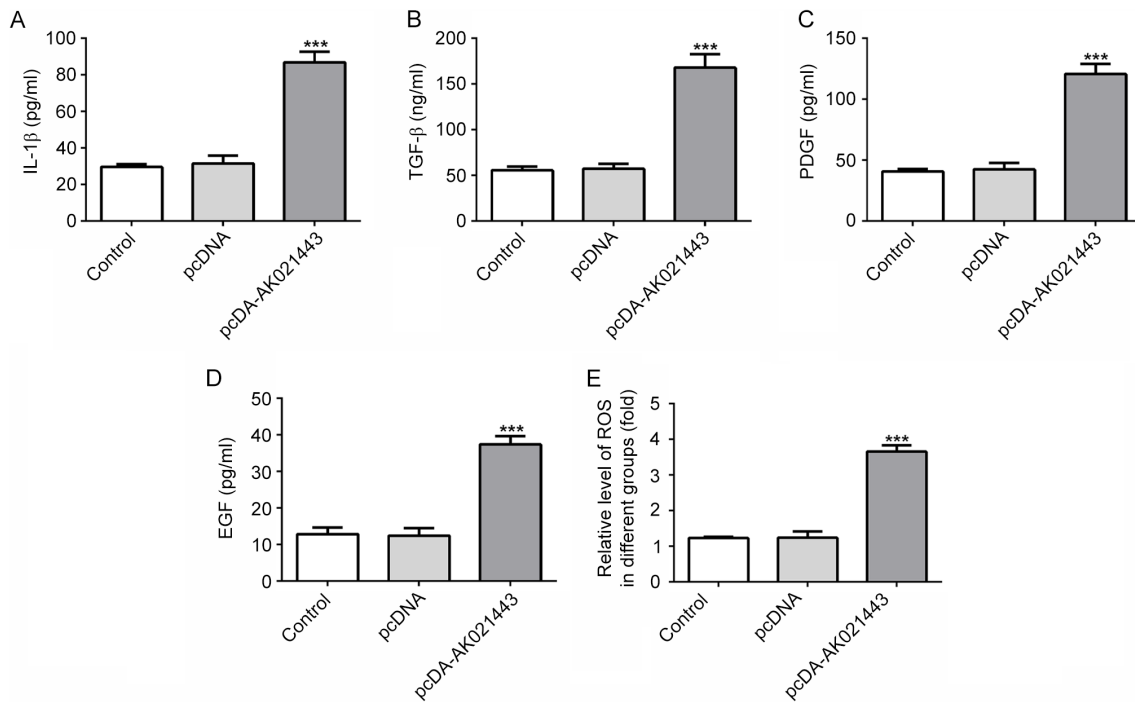 A
IL-1β (pg/ml)
100
80
60
40
20
0
***
Control
pcDNA
pcDA-AK021443
B
TGF-β (ng/ml)
200
150
100
50
0
***
Control
pcDNA
pcDA-AK021443
C
PDGF (pg/ml)
150
100
50
0
***
Control
pcDNA
pcDA-AK021443
D
EGF (pg/ml)
50
40
30
20
10
0
***
Control
pcDNA
pcDA-AK021443
E
Relative level of ROS
in different groups (fold)
5
4
3
2
1
0
***
Control
pcDNA
pcDA-AK021443